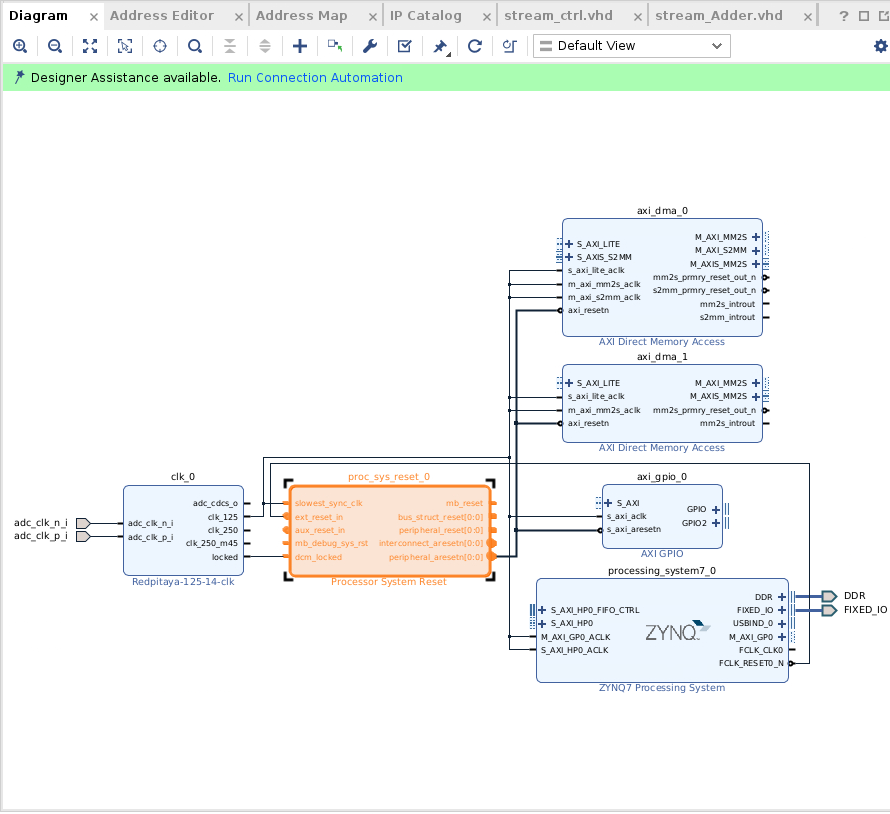 Diagram × Address Editor × Address Map × IP Catalog × stream_ctrl.vhd × stream_Adder.vhd × ?
Default View
Designer Assistance available. Run Connection Automation
axi_dma_0
S_AXI_LITE
S_AXIS_S2MM
s_axi_lite_aclk
m_axi_mm2s_aclk
m_axi_s2mm_aclk
axi_resetn
M_AXI_MM2S
M_AXI_S2MM
M_AXIS_MM2S
mm2s_prmry_reset_out_n
s2mm_prmry_reset_out_n
mm2s_introut
s2mm_introut
AXI Direct Memory Access
axi_dma_1
S_AXI_LITE
s_axi_lite_aclk
m_axi_mm2s_aclk
axi_resetn
M_AXI_MM2S
M_AXIS_MM2S
mm2s_prmry_reset_out_n
mm2s_introut
AXI Direct Memory Access
adc_clk_n_i
adc_clk_p_i
clk_0
adc_clk_n_i
adc_clk_p_i
adc_cdcs_o
clk_125
clk_250
clk_250_m45
locked
Redpitaya-125-14-clk
proc_sys_reset_0
slowest_sync_clk
ext_reset_in
aux_reset_in
mb_debug_sys_rst
dcm_locked
mb_reset
bus_struct_reset[0:0]
peripheral_reset[0:0]
interconnect_aresetn[0:0]
peripheral_aresetn[0:0]
Processor System Reset
axi_gpio_0
S_AXI
s_axi_aclk
s_axi_aresetn
GPIO
GPIO2
AXI GPIO
processing_system7_0
S_AXI_HP0_FIFO_CTRL
S_AXI_HP0
M_AXI_GP0_ACLK
S_AXI_HP0_ACLK
ZYNQ
DDR
FIXED_IO
USBIND_0
M_AXI_GP0
FCLK_CLK0
FCLK_RESET0_N
ZYNQ7 Processing System
DDR
FIXED_IO